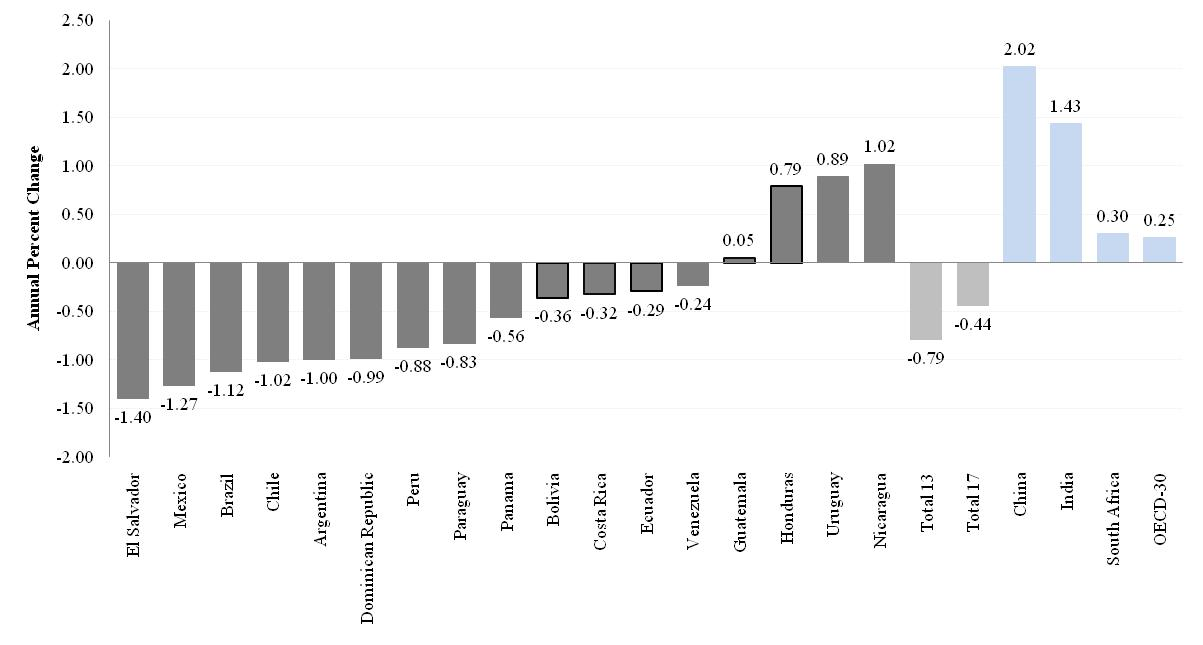 Annual Percent Change
2.50
2.00
1.50
1.00
0.50
0.00
-0.50
-1.00
-1.50
-2.00
-1.40
-1.27
-1.12
-1.02
-1.00
-0.99
-0.88
-0.83
-0.56
-0.36
-0.32
-0.29
-0.24
0.05
0.79
0.89
1.02
-0.79
-0.44
2.02
1.43
0.30
0.25
El Salvador
Mexico
Brazil
Chile
Argentina
Dominican Republic
Peru
Paraguay
Panama
Bolivia
Costa Rica
Ecuador
Venezuela
Guatemala
Honduras
Uruguay
Nicaragua
Total 13
Total 17
China
India
South Africa
OECD-30